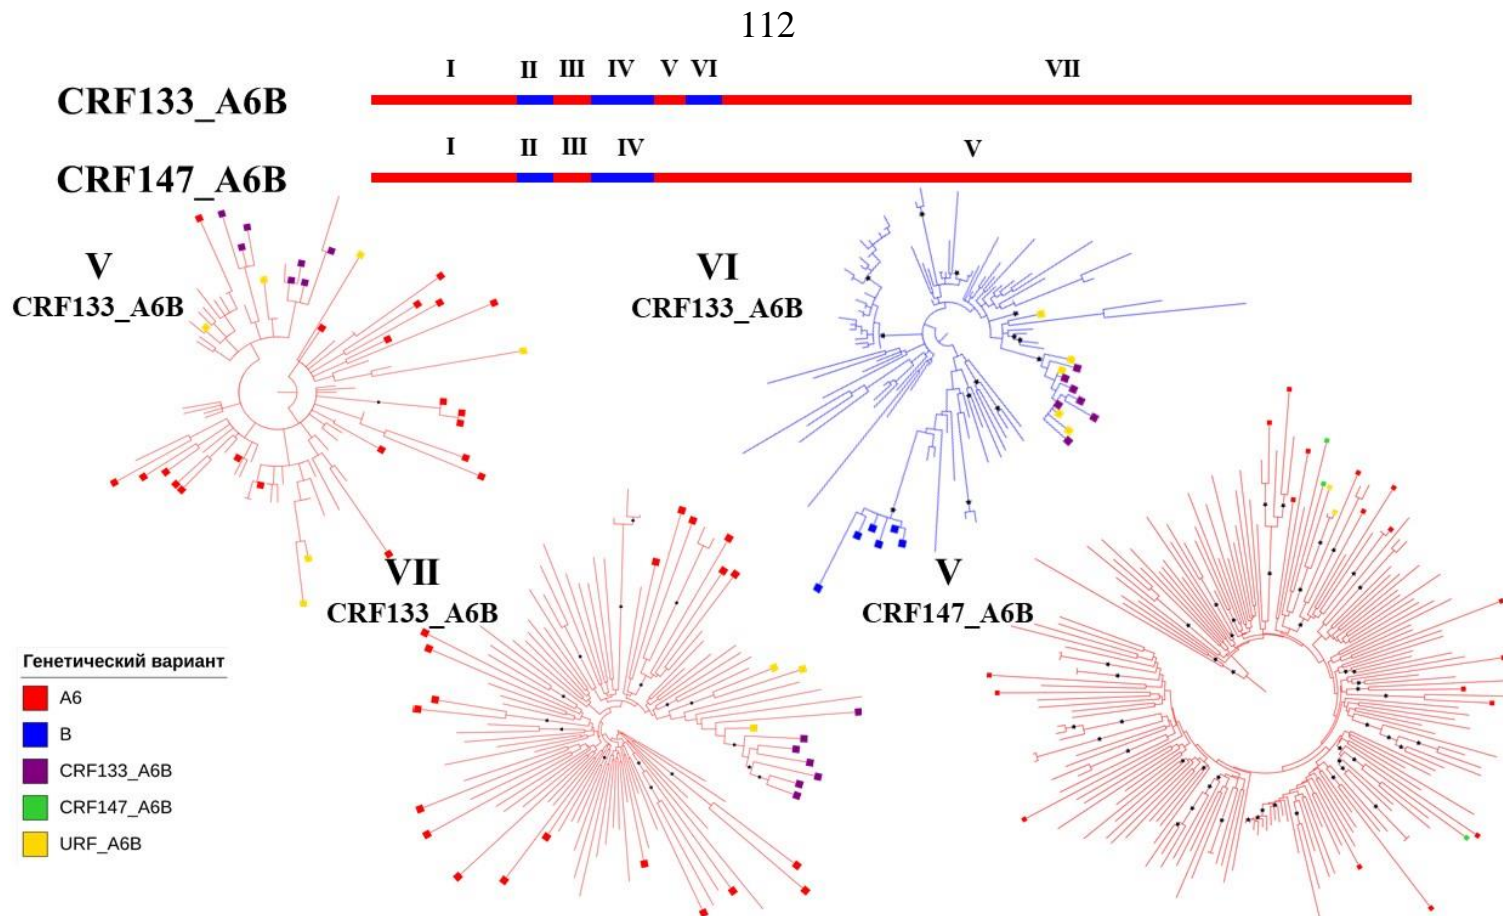 112
I II III IV V VI VII
CRF133_A6B
I II III IV V
CRF147_A6B
V
CRF133_A6B
VI
CRF133_A6B
VII
CRF133_A6B
V
CRF147_A6B
Генетический вариант
A6
B
CRF133_A6B
CRF147_A6B
URF_A6B